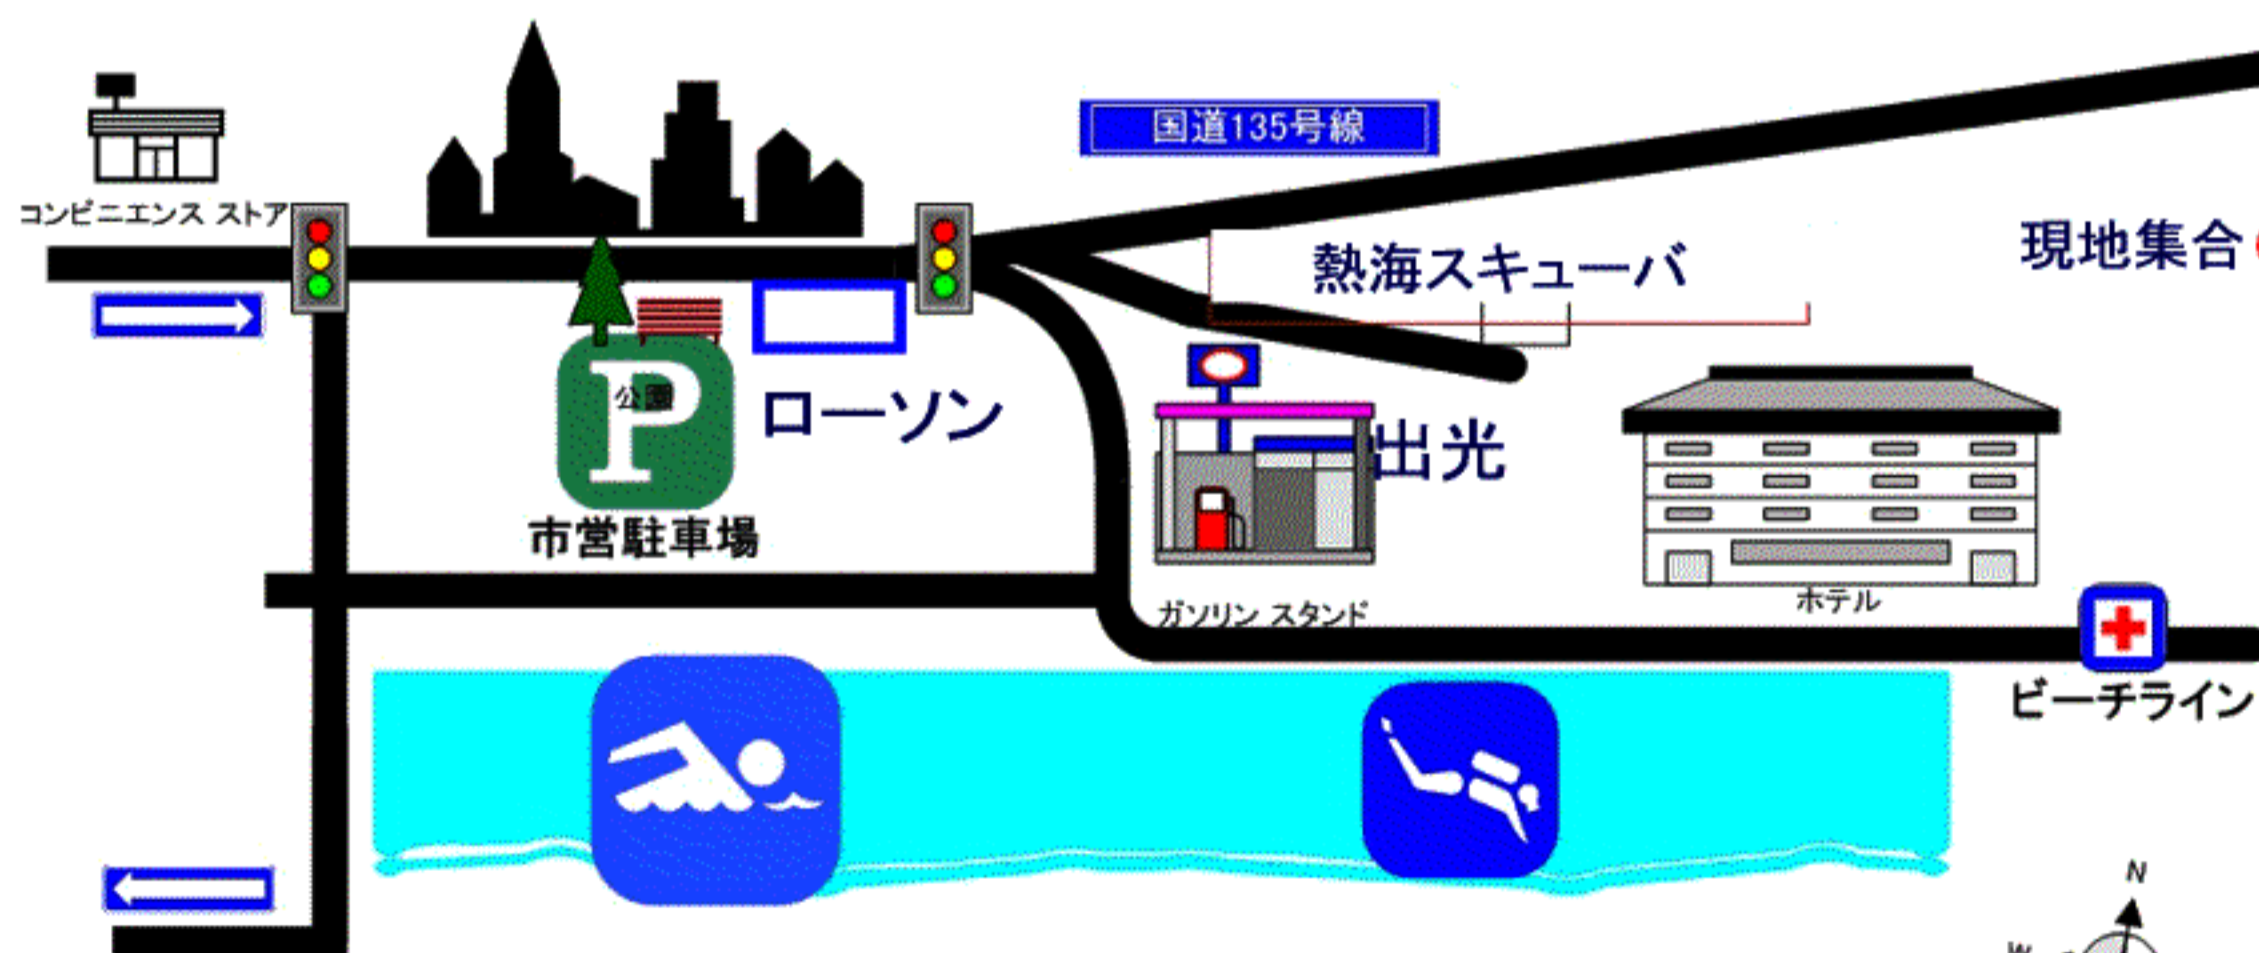 国道135号線
コンビニエンス ストア
熱海スキューバ
現地集合
公園
P
ローソン
出光
市営駐車場
ガソリン スタンド
ホテル
ビーチライン
N
W